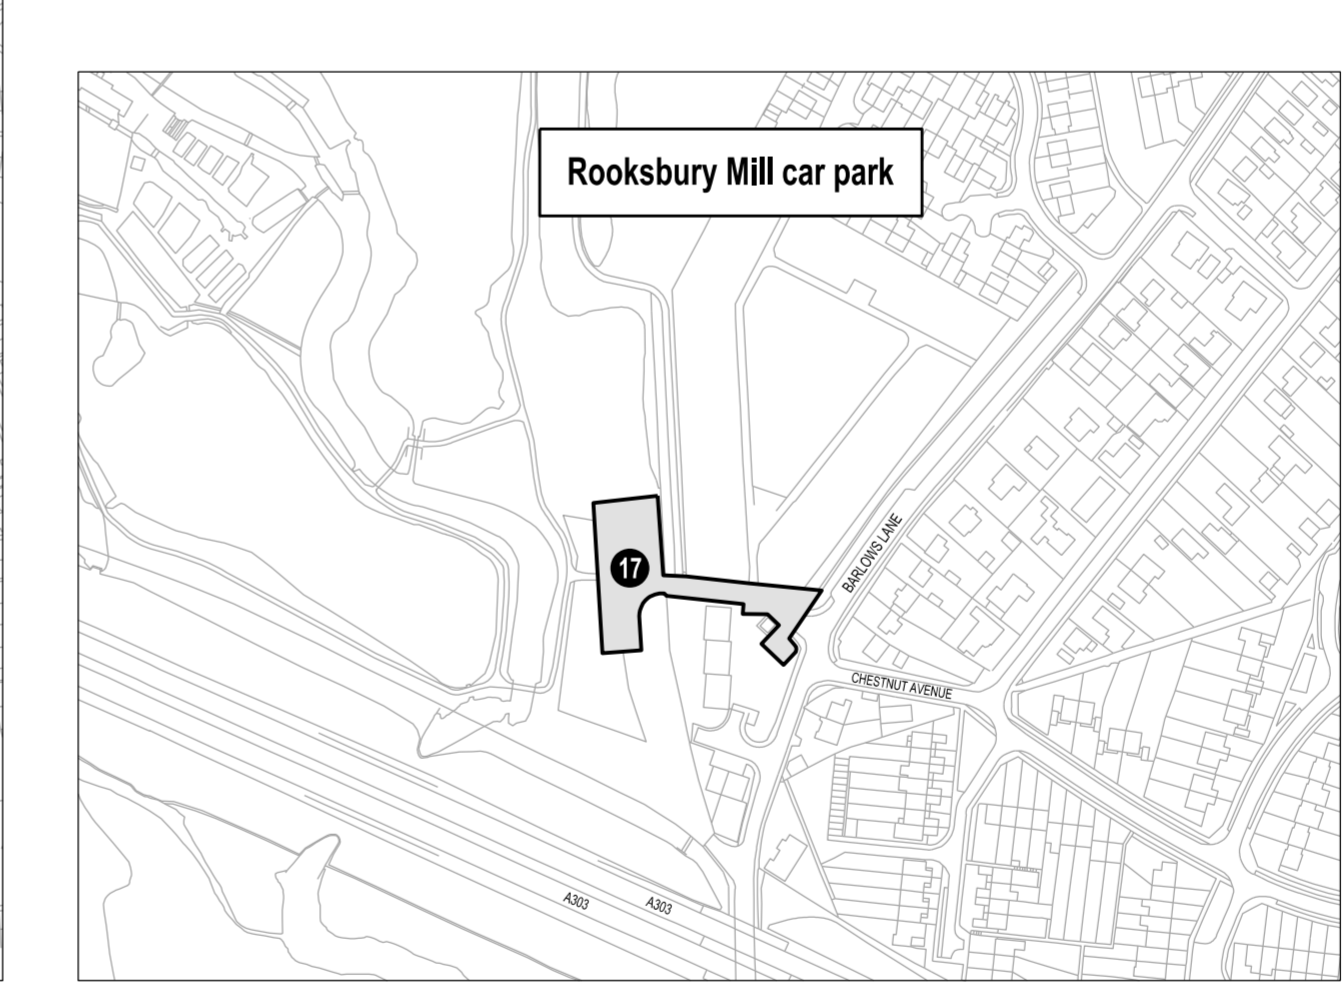 Rooksbury Mill car park
17
BARLOWS LANE
CHESTNUT AVENUE
A303
A303